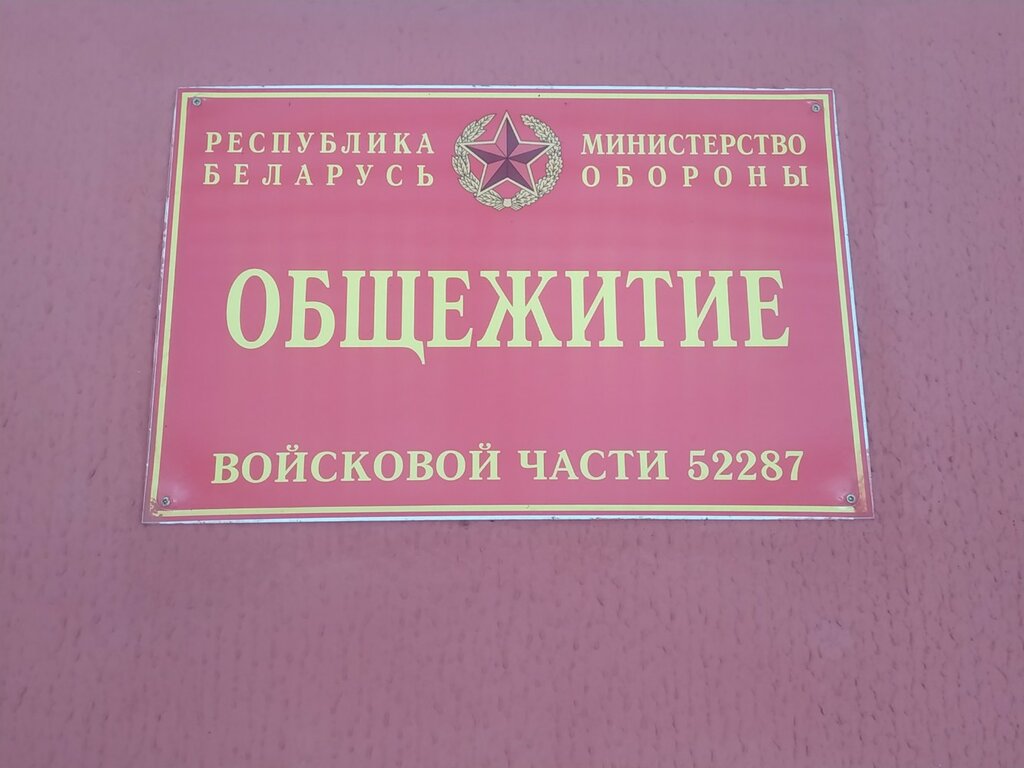 РЕСПУБЛИКА
БЕЛАРУСЬ
МИНИСТЕРСТВО
ОБОРОНЫ
ОБЩЕЖИТИЕ
ВОЙСКОВОЙ ЧАСТИ 52287